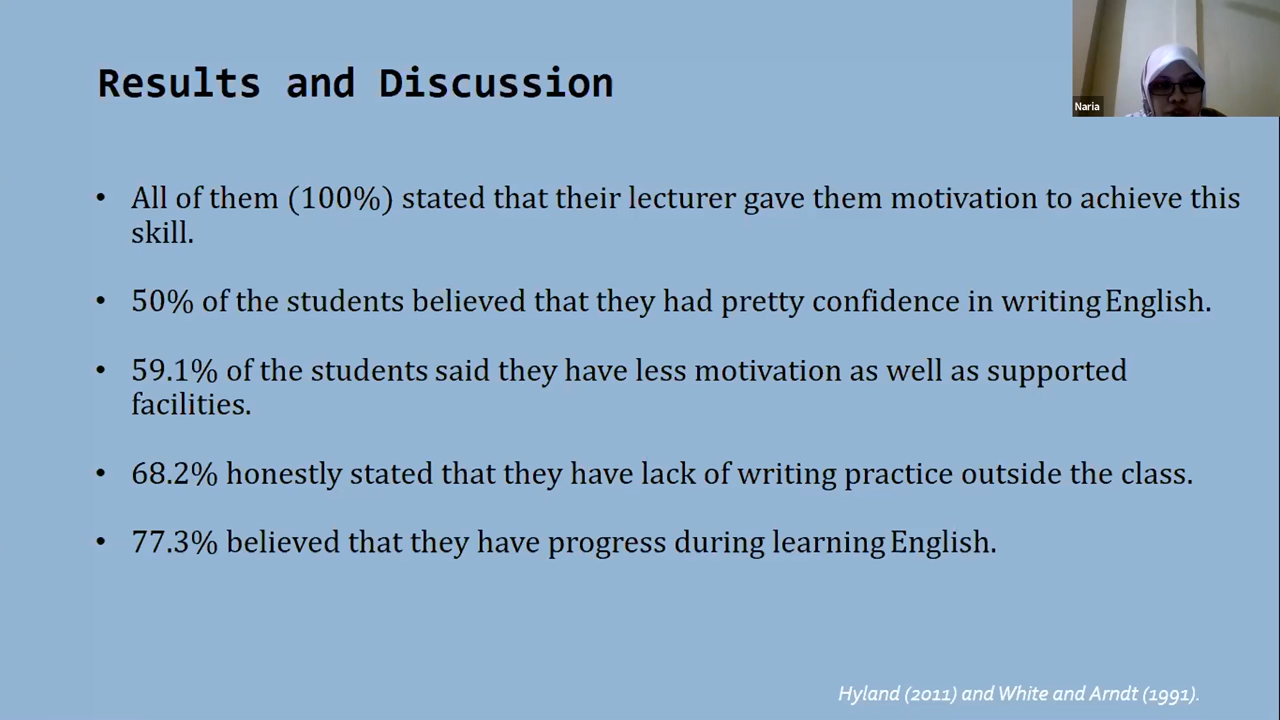 Results and Discussion
Naria
• All of them (100%) stated that their lecturer gave them motivation to achieve this
skill.
• 50% of the students believed that they had pretty confidence in writing English.
• 59.1% of the students said they have less motivation as well as supported
facilities.
• 68.2% honestly stated that they have lack of writing practice outside the class.
• 77.3% believed that they have progress during learning English.
Hyland (2011) and White and Arndt (1991).